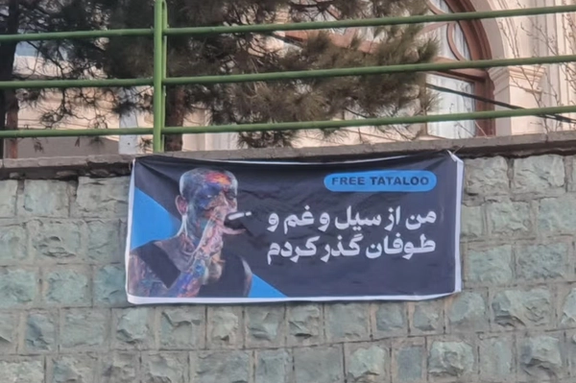 FREE TATALOO
من از سیل و غم و
طوفان گذر کردم